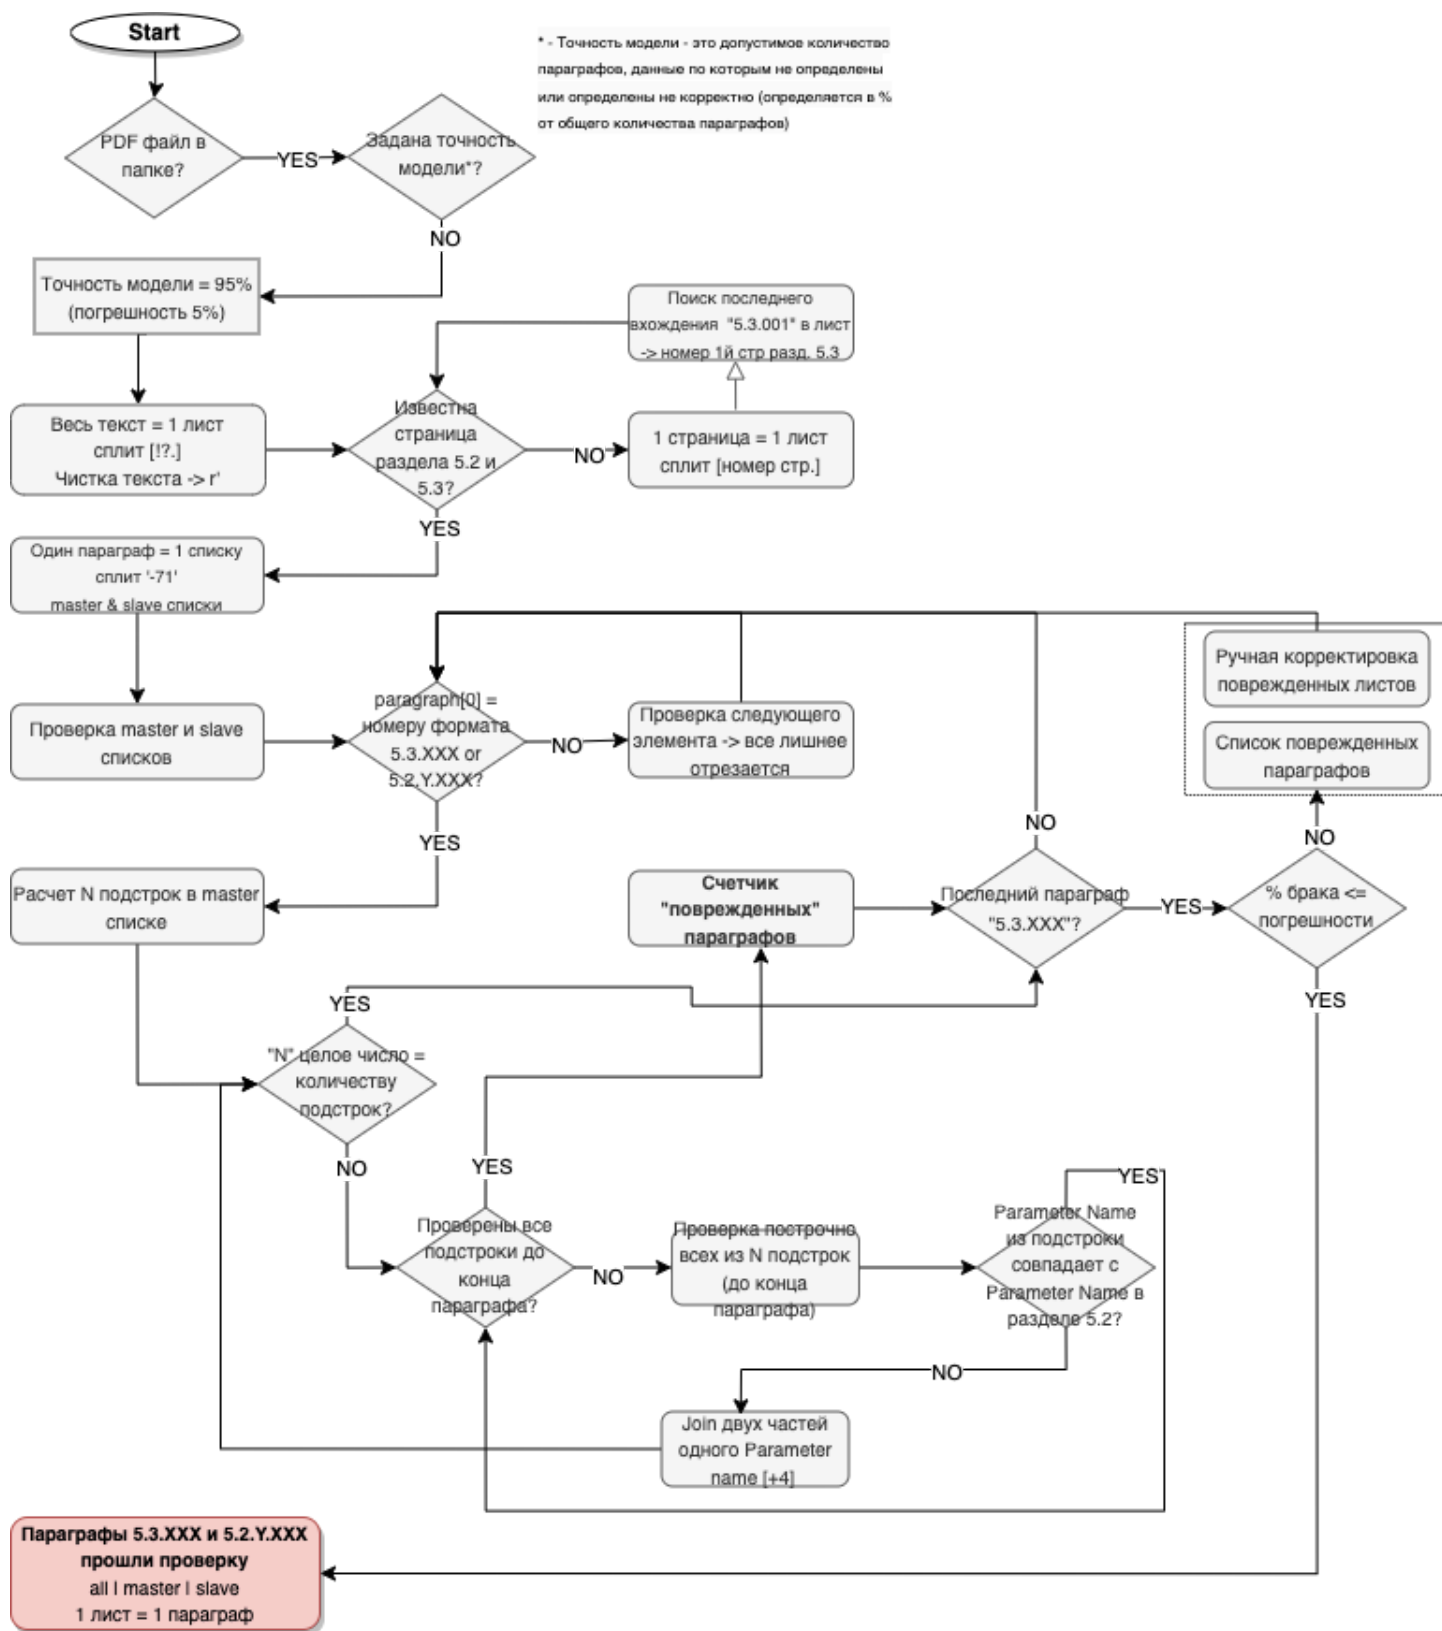 Start
* - Точность модели - это допустимое количество
параграфов, данные по которым не определены
или определены не корректно (определяется в %
от общего количества параграфов)
PDF файл в
папке?
YES
Задана точность
модели*?
NO
Точность модели = 95%
(погрешность 5%)
Поиск последнего
вхождения "5.3.001" в лист
-> номер 1й стр разд. 5.3
Весь текст = 1 лист
сплит [!?.]
Чистка текста -> r'
Известна
страница
раздела 5.2 и
5.3?
NO
1 страница = 1 лист
сплит [номер стр.]
YES
Один параграф = 1 списку
сплит '-71'
master & slave списки
Ручная корректировка
поврежденных листов
Проверка master и slave
списков
paragraph[0] =
номеру формата
5.3.XXX or
5.2.Y.XXX?
NO
Проверка следующего
элемента -> все лишнее
отрезается
Список поврежденных
параграфов
YES
NO
NO
Расчет N подстрок в master
списке
Счетчик
"поврежденных"
параграфов
Последний параграф
"5.3.XXX"?
YES
% брака <=
погрешности
YES
YES
"N" целое число =
количеству
подстрок?
NO
YES
YES
Проверены все
подстроки до
конца
параграфа?
NO
Проверка построчно
всех из N подстрок
(до конца
параграфа)
Parameter Name
из подстроки
совпадает с
Parameter Name в
разделе 5.2?
NO
Join двух частей
одного Parameter
name [+4]
Параграфы 5.3.XXX и 5.2.Y.XXX
прошли проверку
all | master | slave
1 лист = 1 параграф